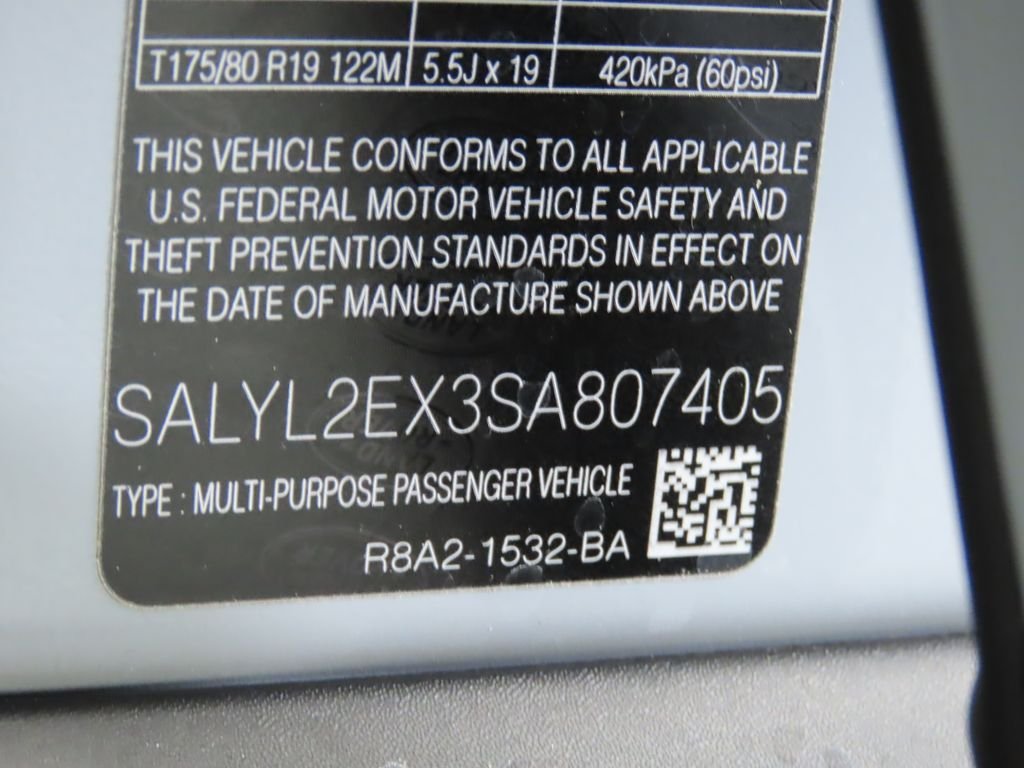 T175/80 R19 122M 5.5J x 19 420kPa (60psi)
THIS VEHICLE CONFORMS TO ALL APPLICABLE
U.S. FEDERAL MOTOR VEHICLE SAFETY AND
THEFT PREVENTION STANDARDS IN EFFECT ON
THE DATE OF MANUFACTURE SHOWN ABOVE
SALYL2EX3SA807405
TYPE : MULTI-PURPOSE PASSENGER VEHICLE
R8A2-1532-BA